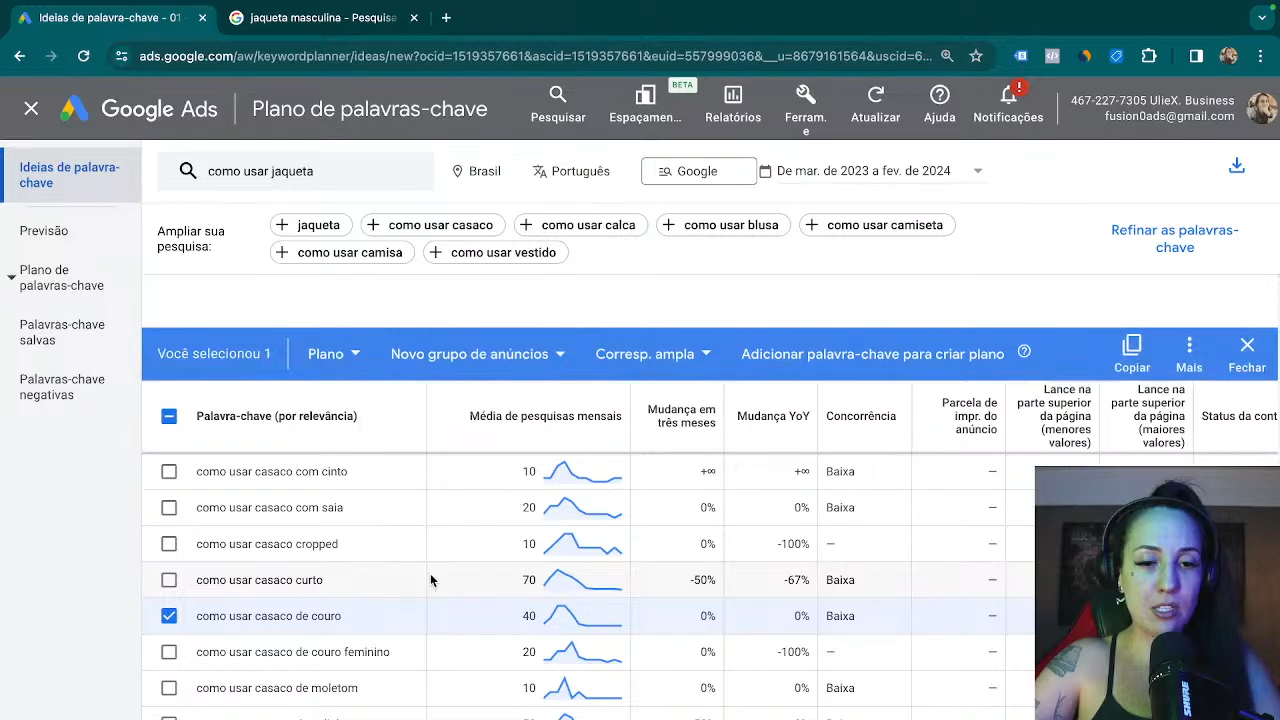 Ideias de palavra-chave - 01
jaqueta masculina - Pesquisa
ads.google.com/aw/keywordplanner/ideas/new?ocid=1519357661&ascid=1519357661&euid=557999036&__u=8679161564&uscid=6...
Google Ads
Plano de palavras-chave
Pesquisar
BETA
Espaçamen...
Relatórios
Ferram.
e
Atualizar
Ajuda
!
Notificações
467-227-7305 UlieX. Business
fusion0ads@gmail.com
Ideias de palavra-
chave
Previsão
Plano de
palavras-chave
Palavras-chave
salvas
Palavras-chave
negativas
como usar jaqueta
Brasil
Português
Google
De mar. de 2023 a fev. de 2024
Ampliar sua
pesquisa:
jaqueta
como usar casaco
como usar calca
como usar blusa
como usar camiseta
como usar camisa
como usar vestido
Refinar as palavras-
chave
Você selecionou 1
Plano
Novo grupo de anúncios
Corresp. ampla
Adicionar palavra-chave para criar plano
Copiar
Mais
Fechar
Palavra-chave (por relevância)
Média de pesquisas mensais
Mudança em
três meses
Mudança YoY
Concorrência
Parcela de
impr. do
anúncio
Lance na
parte superior
da página
(menores
valores)
Lance na
parte superior
da página
(maiores
valores)
Status da cont
como usar casaco com cinto 10 +∞ +∞ Baixa –
como usar casaco com saia 20 0% 0% Baixa –
como usar casaco cropped 10 0% -100% – –
como usar casaco curto 70 -50% -67% Baixa –
como usar casaco de couro 40 0% 0% Baixa –
como usar casaco de couro feminino 20 0% -100% – –
como usar casaco de moletom 10 0% 0% Baixa –
SHURE